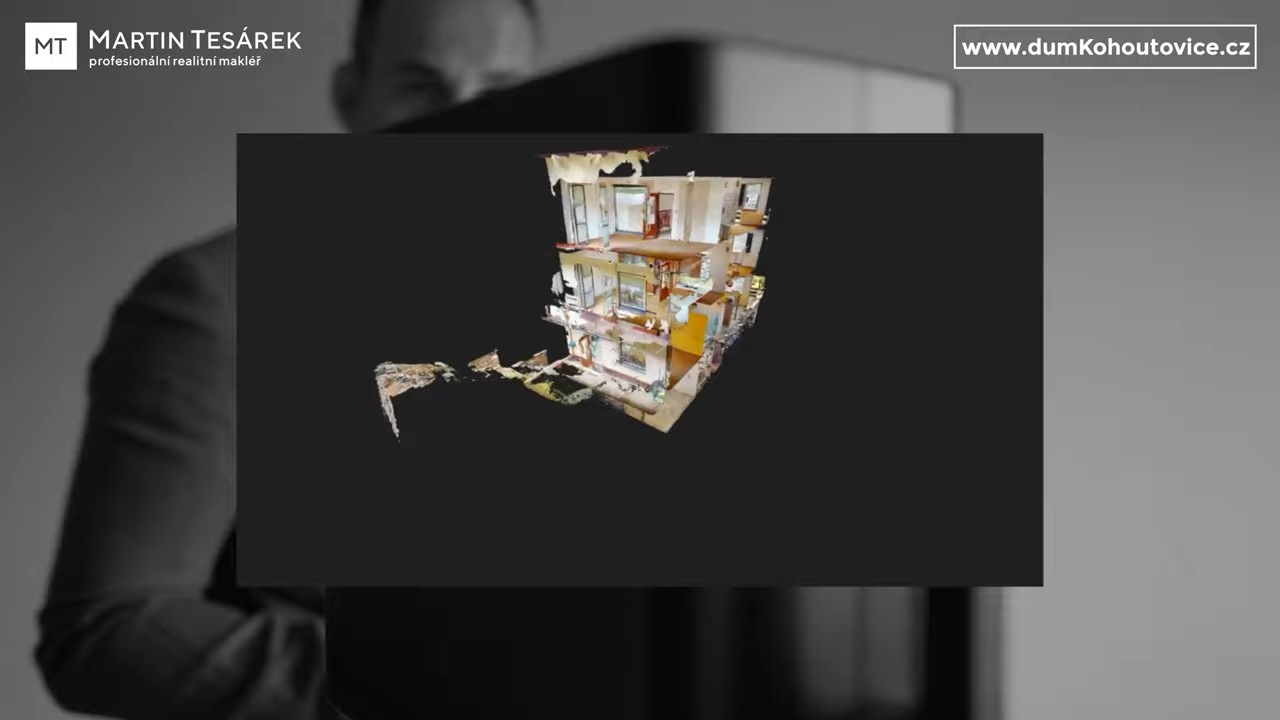 MT
MARTIN TESÁREK
profesionální realitní makléř
www.dumKohoutovice.cz